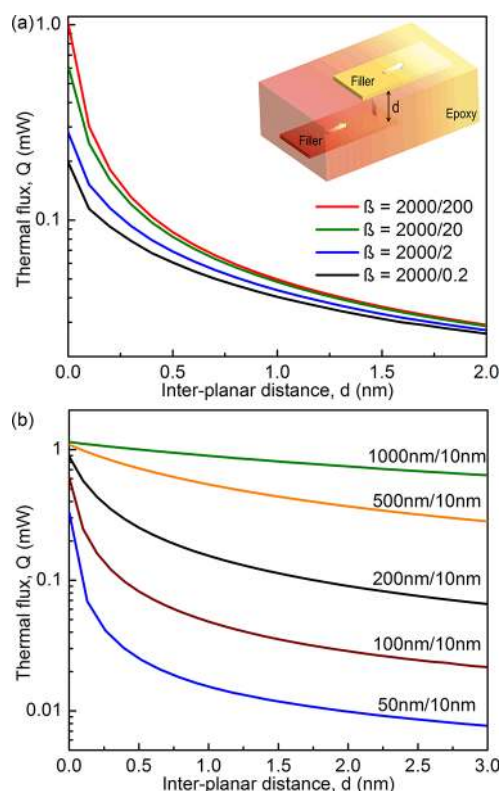 (a)
1.0
0.1
Thermal flux, Q (mW)
Filler
d
Filler
Epoxy
ß = 2000/200
ß = 2000/20
ß = 2000/2
ß = 2000/0.2
0.0 0.5 1.0 1.5 2.0
Inter-planar distance, d (nm)
(b)
1
0.1
0.01
Thermal flux, Q (mW)
1000nm/10nm
500nm/10nm
200nm/10nm
100nm/10nm
50nm/10nm
0.0 0.5 1.0 1.5 2.0 2.5 3.0
Inter-planar distance, d (nm)